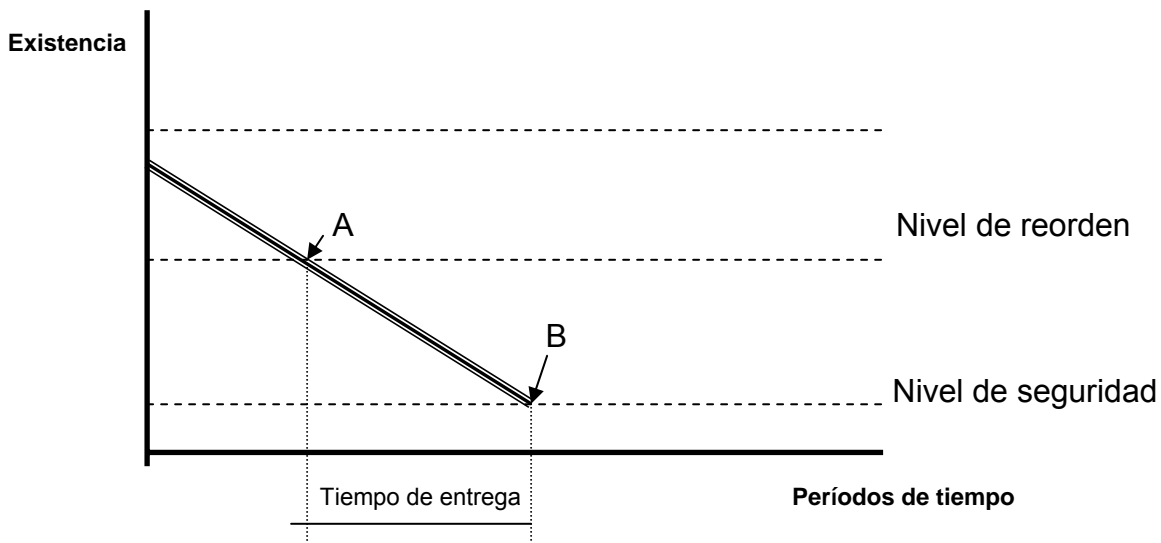 Existencia
A
Nivel de reorden
B
Nivel de seguridad
Tiempo de entrega
Períodos de tiempo